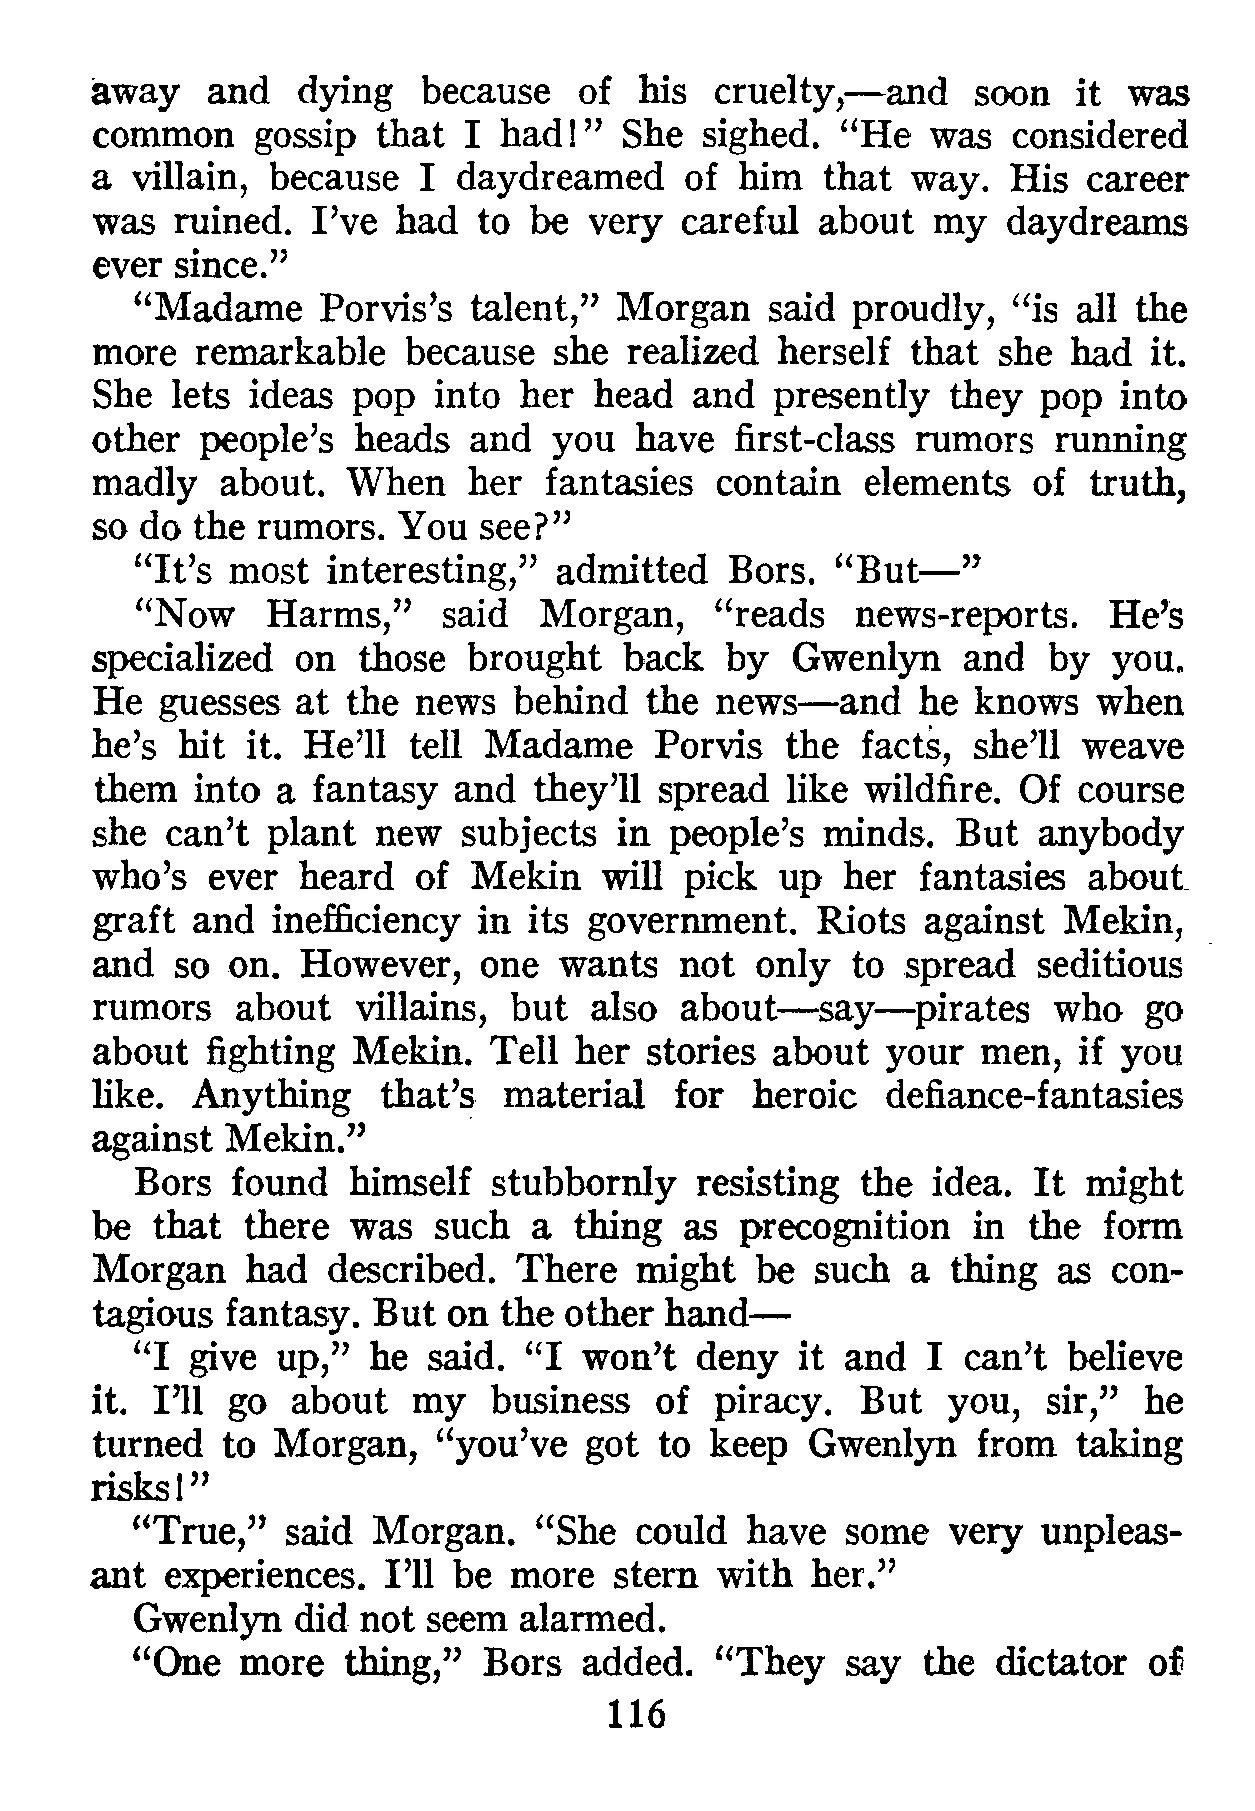 away and dying because of his cruelty,—and soon it was
common gossip that I had!” She sighed. “He was considered
a villain, because I daydreamed of him that way. His career
was ruined. I’ve had to be very careful about my daydreams
ever since.”
“Madame Porvis’s talent,” Morgan said proudly, “is all the
more remarkable because she realized herself that she had it.
She lets ideas pop into her head and presently they pop into
other people’s heads and you have first-class rumors running
madly about. When her fantasies contain elements of truth,
so do the rumors. You see?”
“It’s most interesting,” admitted Bors. “But—”
“Now Harms,” said Morgan, “reads news-reports. He’s
specialized on those brought back by Gwenlyn and by you.
He guesses at the news behind the news—and he knows when
he’s hit it. He’ll tell Madame Porvis the facts, she’ll weave
them into a fantasy and they’ll spread like wildfire. Of course
she can’t plant new subjects in people’s minds. But anybody
who’s ever heard of Mekin will pick up her fantasies about
graft and inefficiency in its government. Riots against Mekin,
and so on. However, one wants not only to spread seditious
rumors about villains, but also about—say—pirates who go
about fighting Mekin. Tell her stories about your men, if you
like. Anything that’s material for heroic defiance-fantasies
against Mekin.”
Bors found himself stubbornly resisting the idea. It might
be that there was such a thing as precognition in the form
Morgan had described. There might be such a thing as con-
tagious fantasy. But on the other hand—
“I give up,” he said. “I won’t deny it and I can’t believe
it. I’ll go about my business of piracy. But you, sir,” he
turned to Morgan, “you’ve got to keep Gwenlyn from taking
risks!”
“True,” said Morgan. “She could have some very unpleas-
ant experiences. I’ll be more stern with her.”
Gwenlyn did not seem alarmed.
“One more thing,” Bors added. “They say the dictator of
116